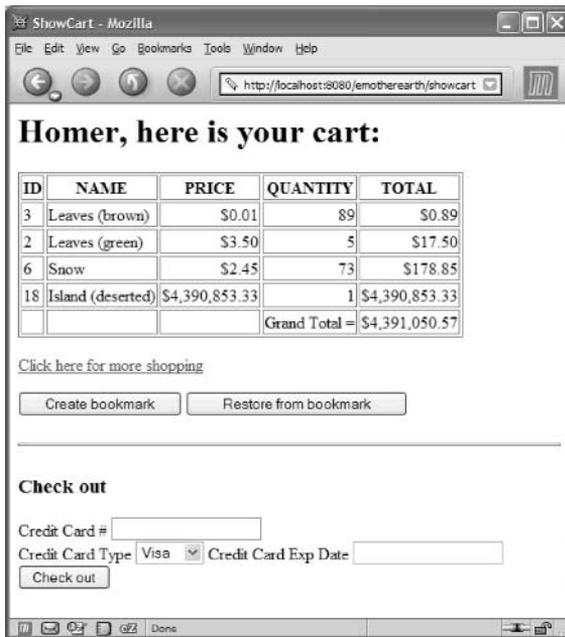 ShowCart - Mozilla
File Edit View Go Bookmarks Tools Window Help
http://localhost:8080/emotherearth/showcart
Homer, here is your cart:
ID NAME PRICE QUANTITY TOTAL
3 Leaves (brown) $0.01 89 $0.89
2 Leaves (green) $3.50 5 $17.50
6 Snow $2.45 73 $178.85
18 Island (deserted) $4,390,853.33 1 $4,390,853.33
Grand Total = $4,391,050.57
Click here for more shopping
Create bookmark Restore from bookmark
Check out
Credit Card #
Credit Card Type Visa Credit Card Exp Date
Check out
Done